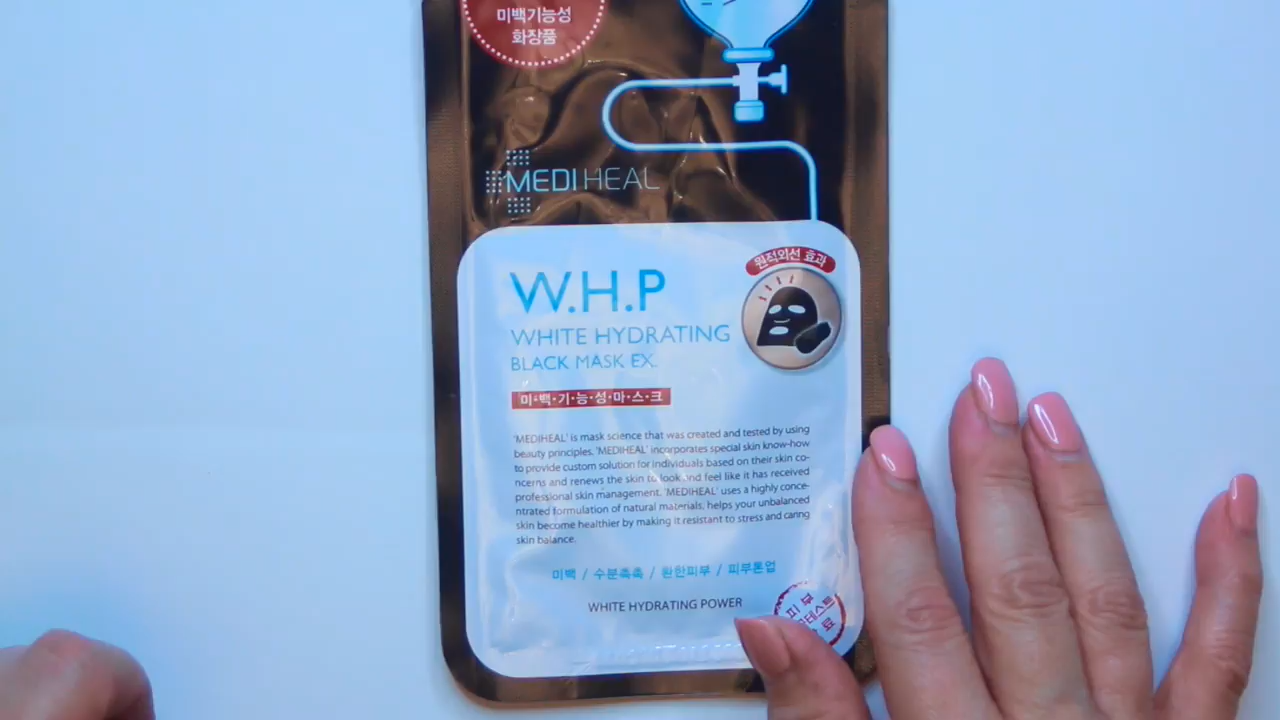 미백기능성
화장품
MEDIHEAL
원적외선 효과
W.H.P
WHITE HYDRATING
BLACK MASK EX.
미·백·기·능·성·마·스·크
'MEDIHEAL' is mask science that was created and tested by using
beauty principles. 'MEDIHEAL' incorporates special skin know-how
to provide custom solution for individuals based on their skin co-
ncerns and renews the skin to look and feel like it has received
professional skin management. 'MEDIHEAL' uses a highly conce-
ntrated formulation of natural materials, helps your unbalanced
skin become healthier by making it resistant to stress and caring
skin balance.
미백 / 수분촉촉 / 환한피부 / 피부톤업
WHITE HYDRATING POWER
피부